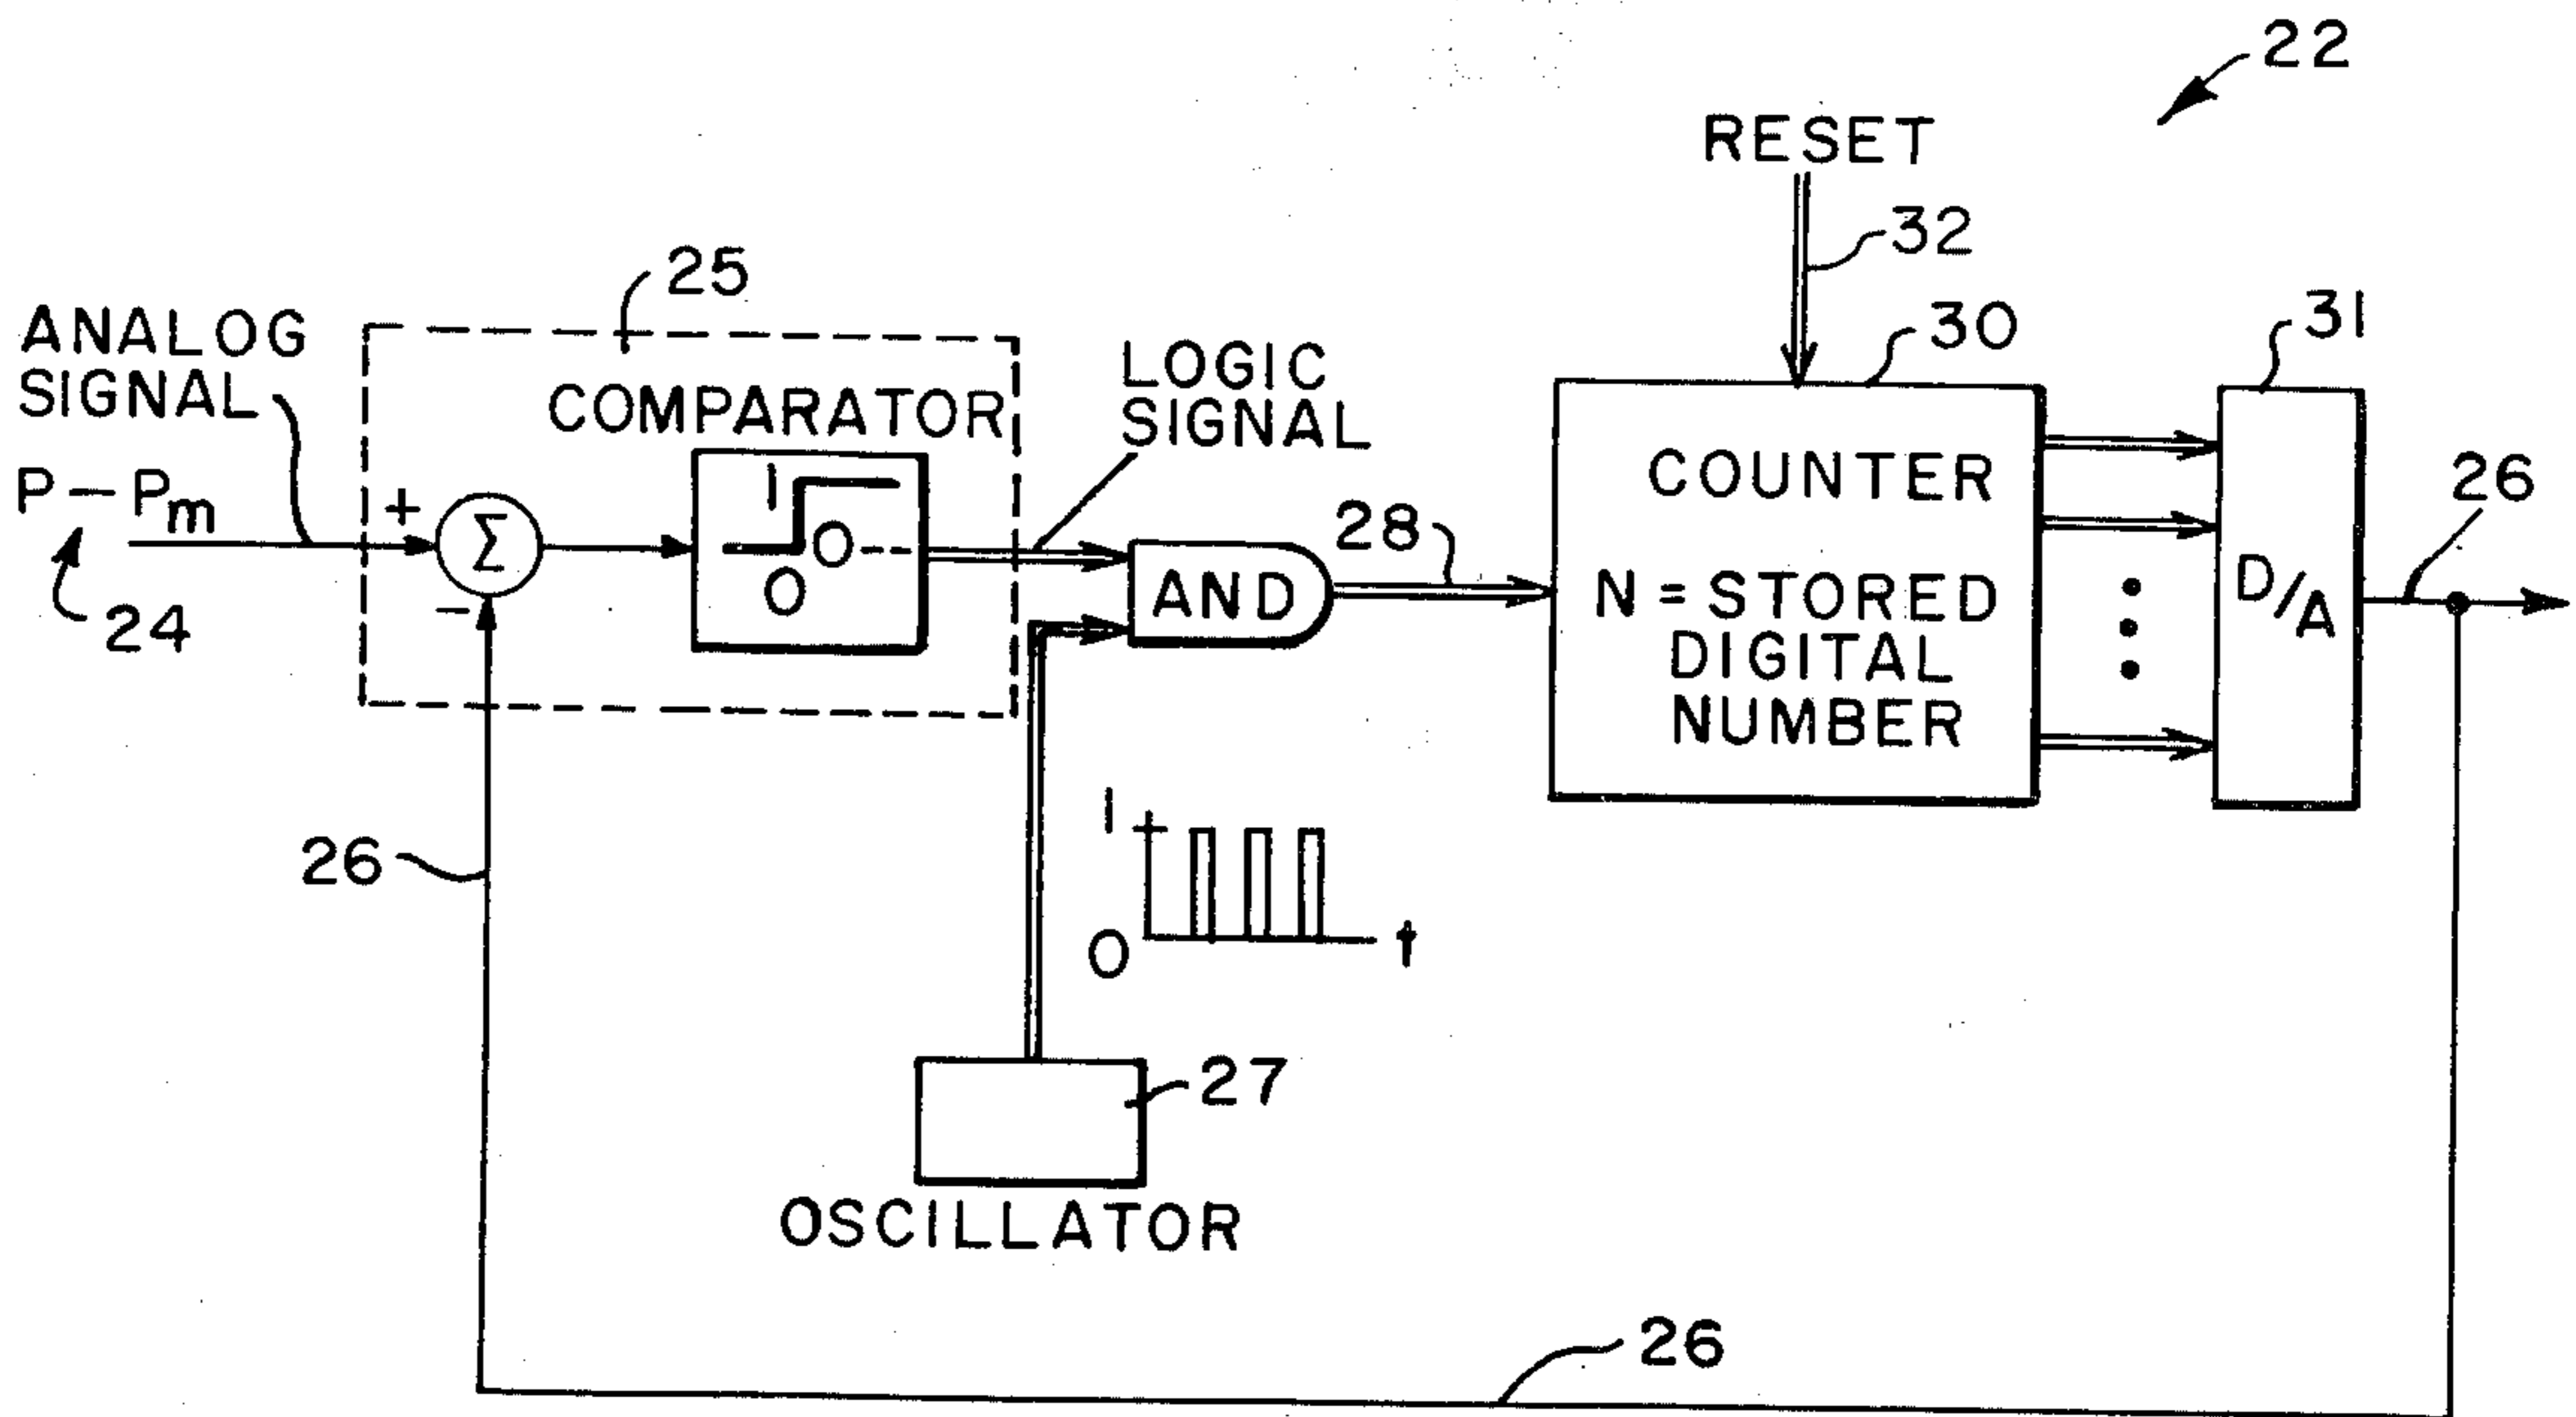 22
RESET
32
25
30
31
ANALOG
SIGNAL
COMPARATOR
LOGIC
SIGNAL
P - Pm
+
Σ
-
24
1
0
0
AND
28
COUNTER
N = STORED
DIGITAL
NUMBER
D/A
26
26
1
0
t
27
OSCILLATOR
26